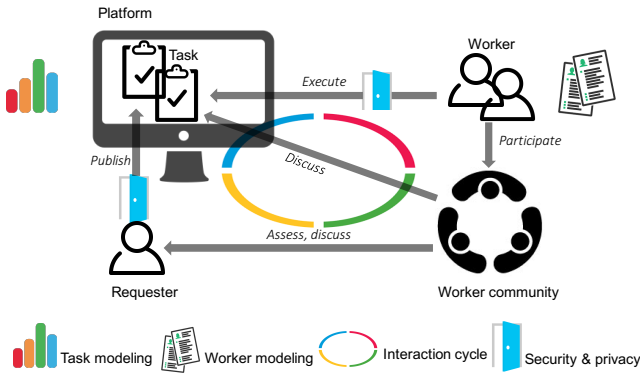 Platform
Task
Worker
Execute
Participate
Publish
Discuss
Assess, discuss
Requester
Worker community
Task modeling
Worker modeling
Interaction cycle
Security & privacy